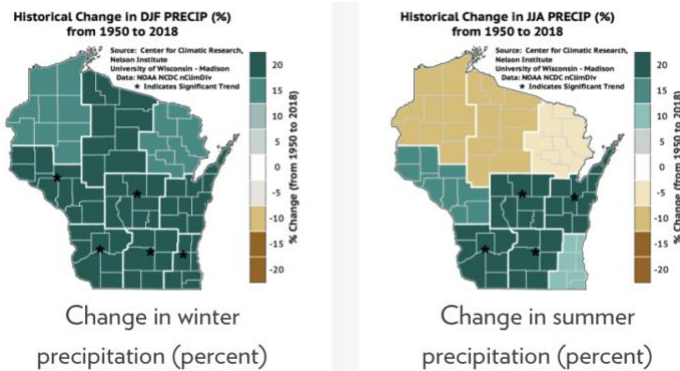 Historical Change in DJF PRECIP (%)
from 1950 to 2018
Source: Center for Climatic Research,
Nelson Institute
University of Wisconsin - Madison
Data: NOAA NCDC nClimDiv
★ Indicates Significant Trend
20
15
10
5
0
-5
-10
-15
-20
% Change (from 1950 to 2018)
Change in winter
precipitation (percent)
Historical Change in JJA PRECIP (%)
from 1950 to 2018
Source: Center for Climatic Research,
Nelson Institute
University of Wisconsin - Madison
Data: NOAA NCDC nClimDiv
★ Indicates Significant Trend
20
15
10
5
0
-5
-10
-15
-20
% Change (from 1950 to 2018)
Change in summer
precipitation (percent)